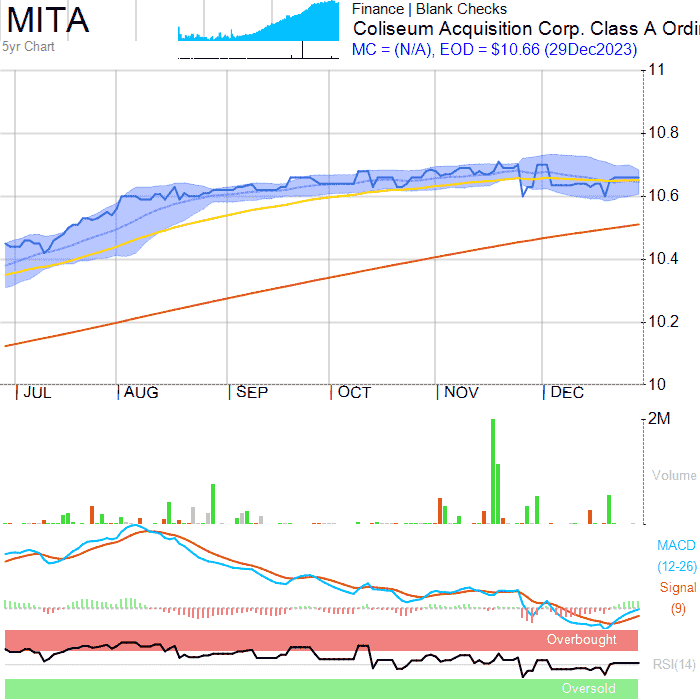 MITA
5yr Chart
Finance | Blank Checks
Coliseum Acquisition Corp. Class A Ordi
MC = (N/A), EOD = $10.66 (29Dec2023)
11
10.8
10.6
10.4
10.2
10
JUL AUG SEP OCT NOV DEC
2M
Volume
MACD
(12-26)
Signal
(9)
Overbought
RSI(14)
Oversold